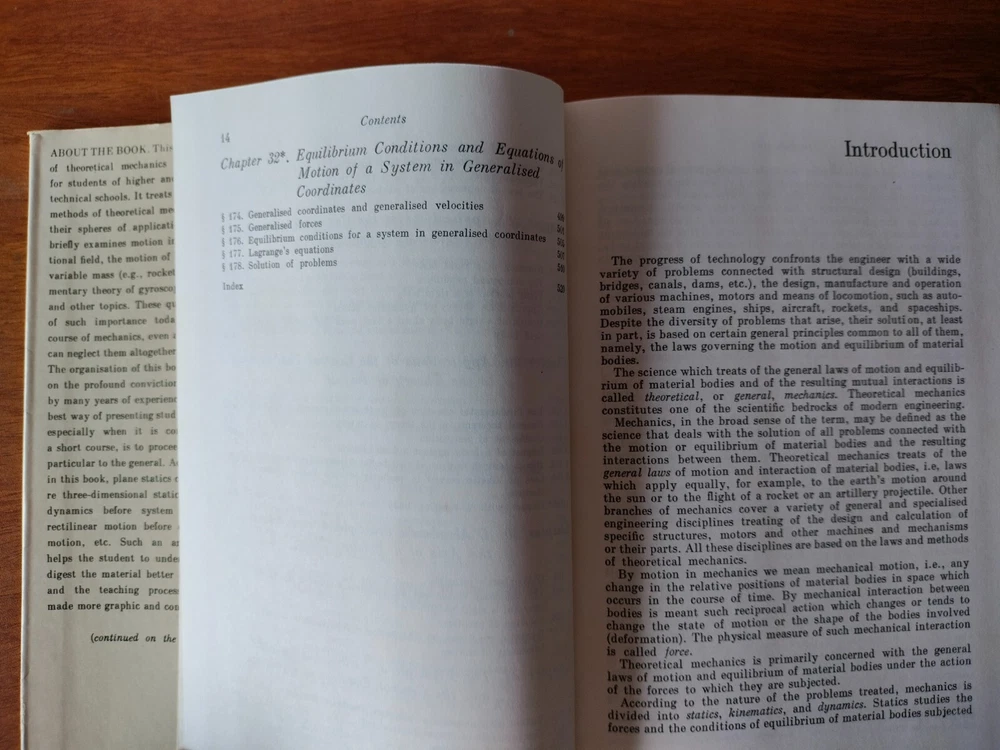 ABOUT THE BOOK. This
of theoretical mechanics
for students of higher an
technical schools. It treats
methods of theoretical me
their spheres of applicati
briefly examines motion in
tional field, the motion of
variable mass (e.g., rocket
mentary theory of gyrosco
and other topics. These qu
of such importance toda
course of mechanics, even
can neglect them altogether
The organisation of this bo
on the profound conviction
by many years of experienc
best way of presenting stud
especially when it is co
a short course, is to procee
particular to the general. A
in this book, plane statics
re three-dimensional static
dynamics before system
rectilinear motion before
motion, etc. Such an ar
helps the student to unde
digest the material better
and the teaching process
made more graphic and con
(continued on the
14
Contents
Chapter 32*. Equilibrium Conditions and Equations of
Motion of a System in Generalised
Coordinates
§ 174. Generalised coordinates and generalised velocities
§ 175. Generalised forces
§ 176. Equilibrium conditions for a system in generalised coordinates
§ 177. Lagrange's equations
§ 178. Solution of problems
Index
Introduction
The progress of technology confronts the engineer with a wide
variety of problems connected with structural design (buildings,
bridges, canals, dams, etc.), the design, manufacture and operation
of various machines, motors and means of locomotion, such as auto-
mobiles, steam engines, ships, aircraft, rockets, and spaceships.
Despite the diversity of problems that arise, their solution, at least
in part, is based on certain general principles common to all of them,
namely, the laws governing the motion and equilibrium of material
bodies.
The science which treats of the general laws of motion and equilib-
rium of material bodies and of the resulting mutual interactions is
called theoretical, or general, mechanics. Theoretical mechanics
constitutes one of the scientific bedrocks of modern engineering.
Mechanics, in the broad sense of the term, may be defined as the
science that deals with the solution of all problems connected with
the motion or equilibrium of material bodies and the resulting
interactions between them. Theoretical mechanics treats of the
general laws of motion and interaction of material bodies, i.e, laws
which apply equally, for example, to the earth's motion around
the sun or to the flight of a rocket or an artillery projectile. Other
branches of mechanics cover a variety of general and specialised
engineering disciplines treating of the design and calculation of
specific structures, motors and other machines and mechanisms
or their parts. All these disciplines are based on the laws and methods
of theoretical mechanics.
By motion in mechanics we mean mechanical motion, i.e., any
change in the relative positions of material bodies in space which
occurs in the course of time. By mechanical interaction between
bodies is meant such reciprocal action which changes or tends to
change the state of motion or the shape of the bodies involved
(deformation). The physical measure of such mechanical interaction
is called force.
Theoretical mechanics is primarily concerned with the general
laws of motion and equilibrium of material bodies under the action
of the forces to which they are subjected.
According to the nature of the problems treated, mechanics is
divided into statics, kinematics, and dynamics. Statics studies the
forces and the conditions of equilibrium of material bodies subjected